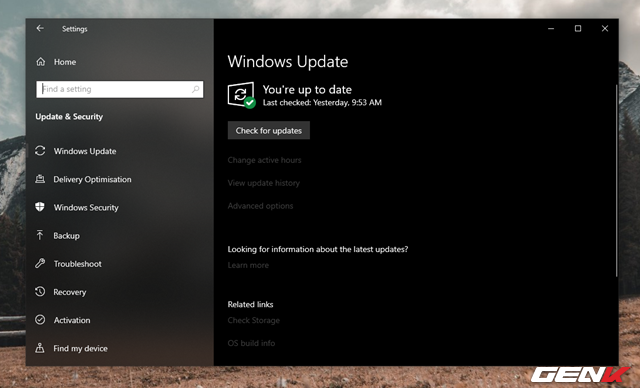 Settings
Home
Find a setting
Update & Security
Windows Update
Delivery Optimisation
Windows Security
Backup
Troubleshoot
Recovery
Activation
Find my device
Windows Update
You're up to date
Last checked: Yesterday, 9:53 AM
Check for updates
Change active hours
View update history
Advanced options
Looking for information about the latest updates?
Learn more
Related links
Check Storage
OS build info
GENK